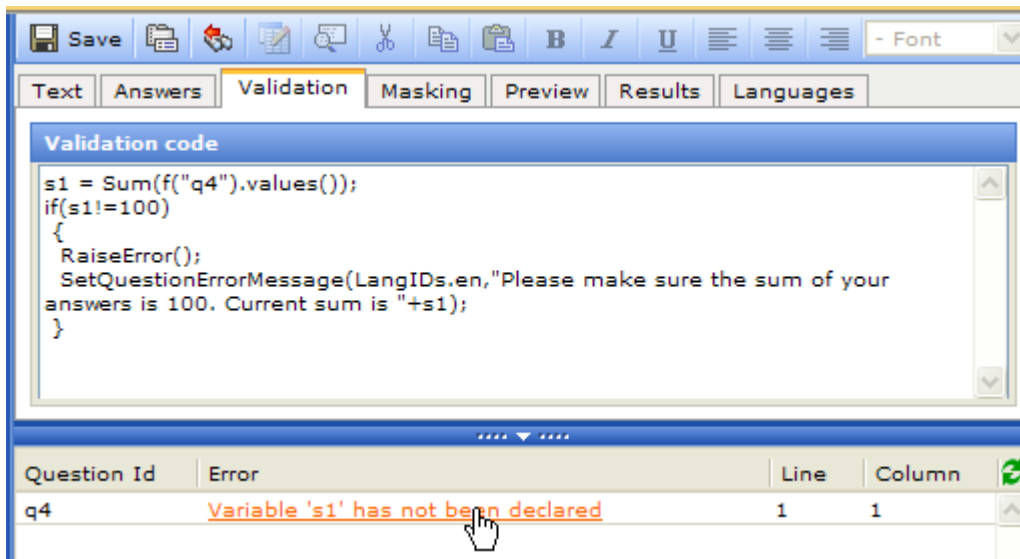 Save B I U - Font
Text Answers Validation Masking Preview Results Languages
Validation code
s1 = Sum(f("q4").values());
if(s1!=100)
{
RaiseError();
SetQuestionErrorMessage(LangIDs.en,"Please make sure the sum of your
answers is 100. Current sum is "+s1);
}
Question Id Error Line Column
q4 Variable 's1' has not been declared 1 1